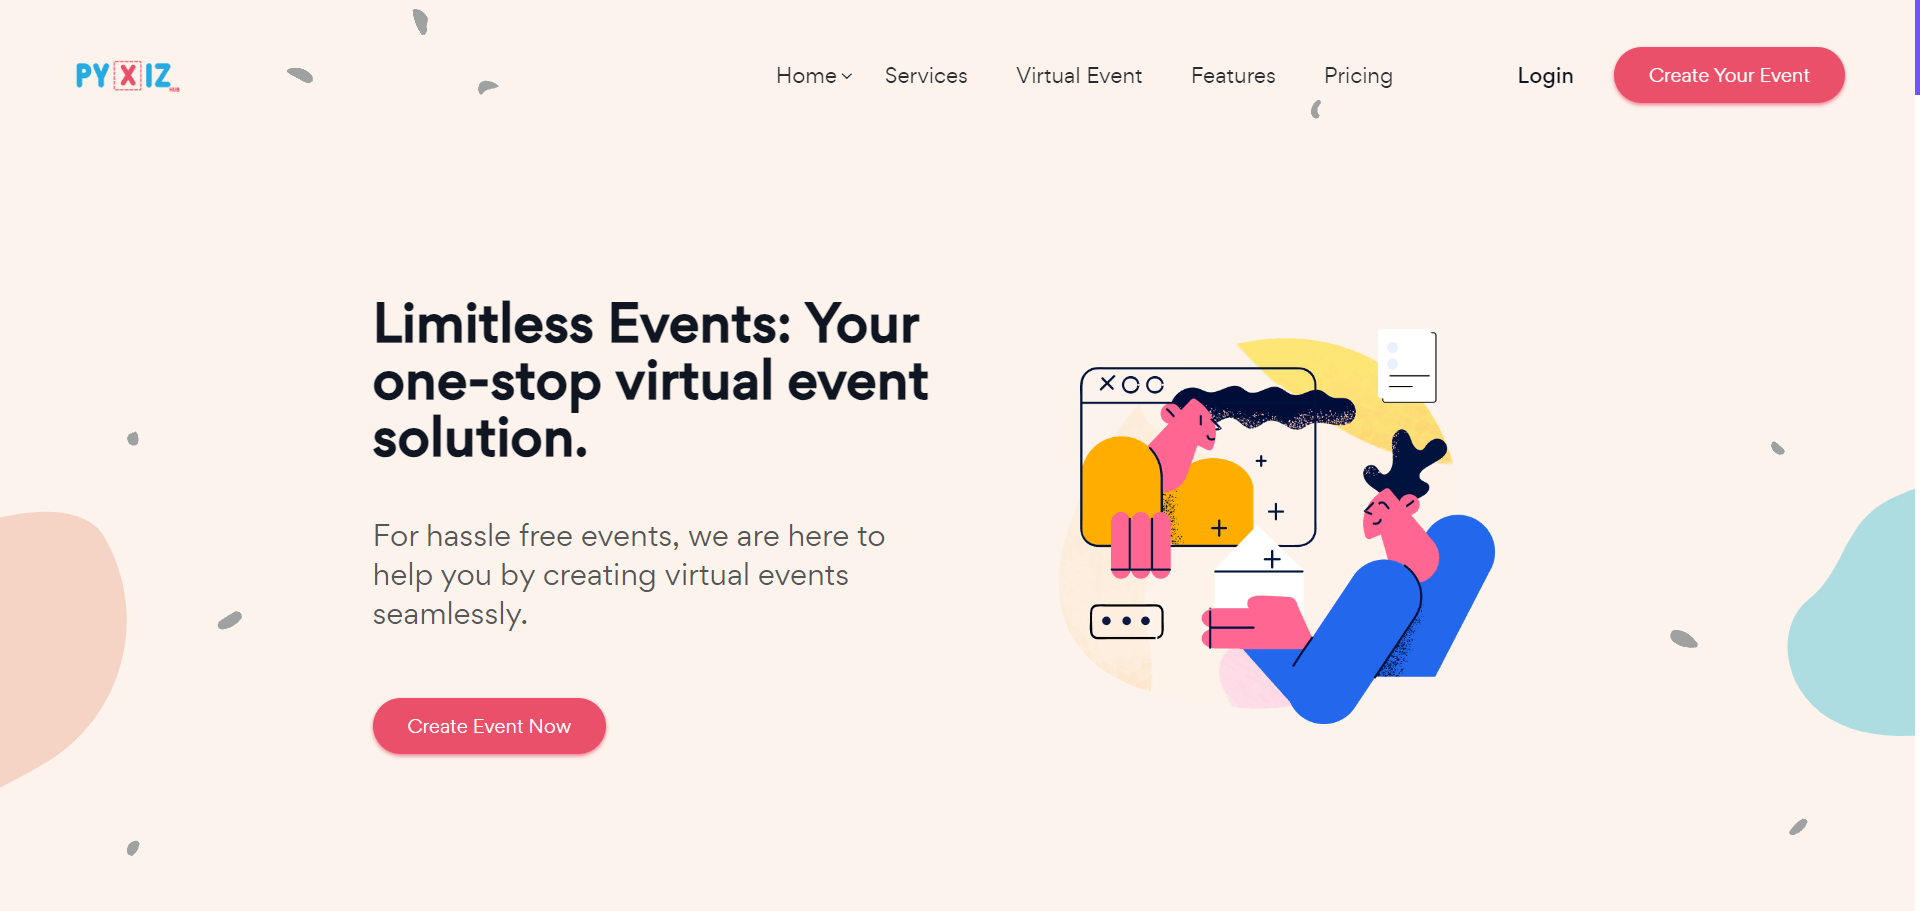 PYXIZ
HUB
Home Services Virtual Event Features Pricing Login Create Your Event
Limitless Events: Your
one-stop virtual event
solution.
For hassle free events, we are here to
help you by creating virtual events
seamlessly.
Create Event Now